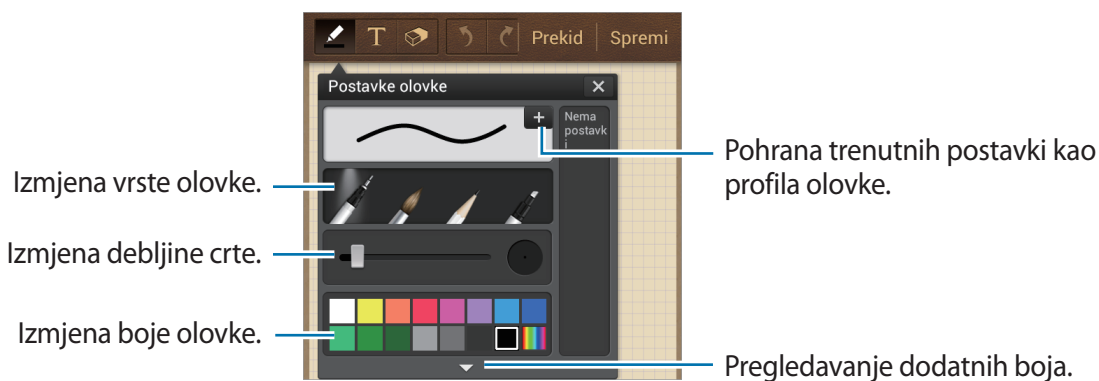 T
Prekid
Spremi
Postavke olovke
Nema
postavk
i
Pohrana trenutnih postavki kao
profila olovke.
Izmjena vrste olovke.
Izmjena debljine crte.
Izmjena boje olovke.
Pregledavanje dodatnih boja.